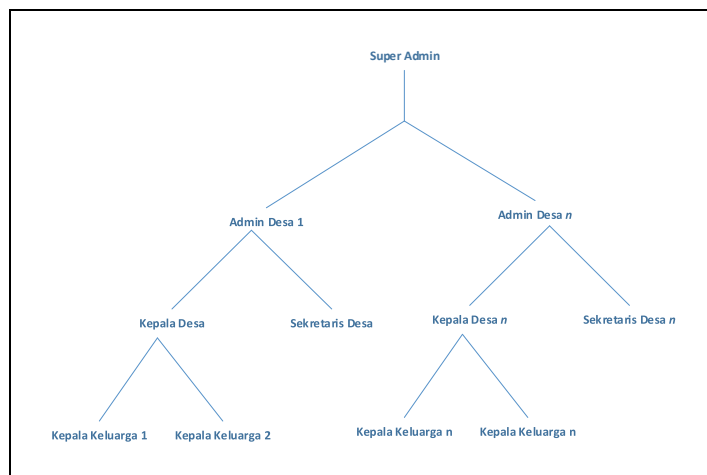 Super Admin
Admin Desa 1
Admin Desa n
Kepala Desa
Sekretaris Desa
Kepala Desa n
Sekretaris Desa n
Kepala Keluarga 1
Kepala Keluarga 2
Kepala Keluarga n
Kepala Keluarga n